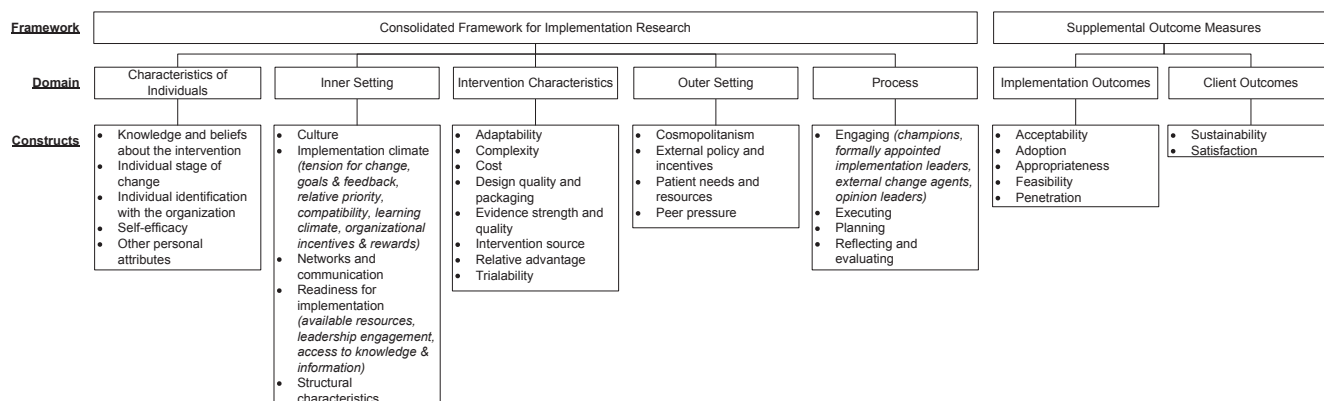 Framework
Consolidated Framework for Implementation Research
Supplemental Outcome Measures
Domain
Characteristics of
Individuals
Inner Setting
Intervention Characteristics
Outer Setting
Process
Implementation Outcomes
Client Outcomes
Constructs
• Knowledge and beliefs
about the intervention
• Individual stage of
change
• Individual identification
with the organization
• Self-efficacy
• Other personal
attributes
• Culture
• Implementation climate
(tension for change,
goals & feedback,
relative priority,
compatibility, learning
climate, organizational
incentives & rewards)
• Networks and
communication
• Readiness for
implementation
(available resources,
leadership engagement,
access to knowledge &
information)
• Structural
characteristics
• Adaptability
• Complexity
• Cost
• Design quality and
packaging
• Evidence strength and
quality
• Intervention source
• Relative advantage
• Trialability
• Cosmopolitanism
• External policy and
incentives
• Patient needs and
resources
• Peer pressure
• Engaging (champions,
formally appointed
implementation leaders,
external change agents,
opinion leaders)
• Executing
• Planning
• Reflecting and
evaluating
• Acceptability
• Adoption
• Appropriateness
• Feasibility
• Penetration
• Sustainability
• Satisfaction